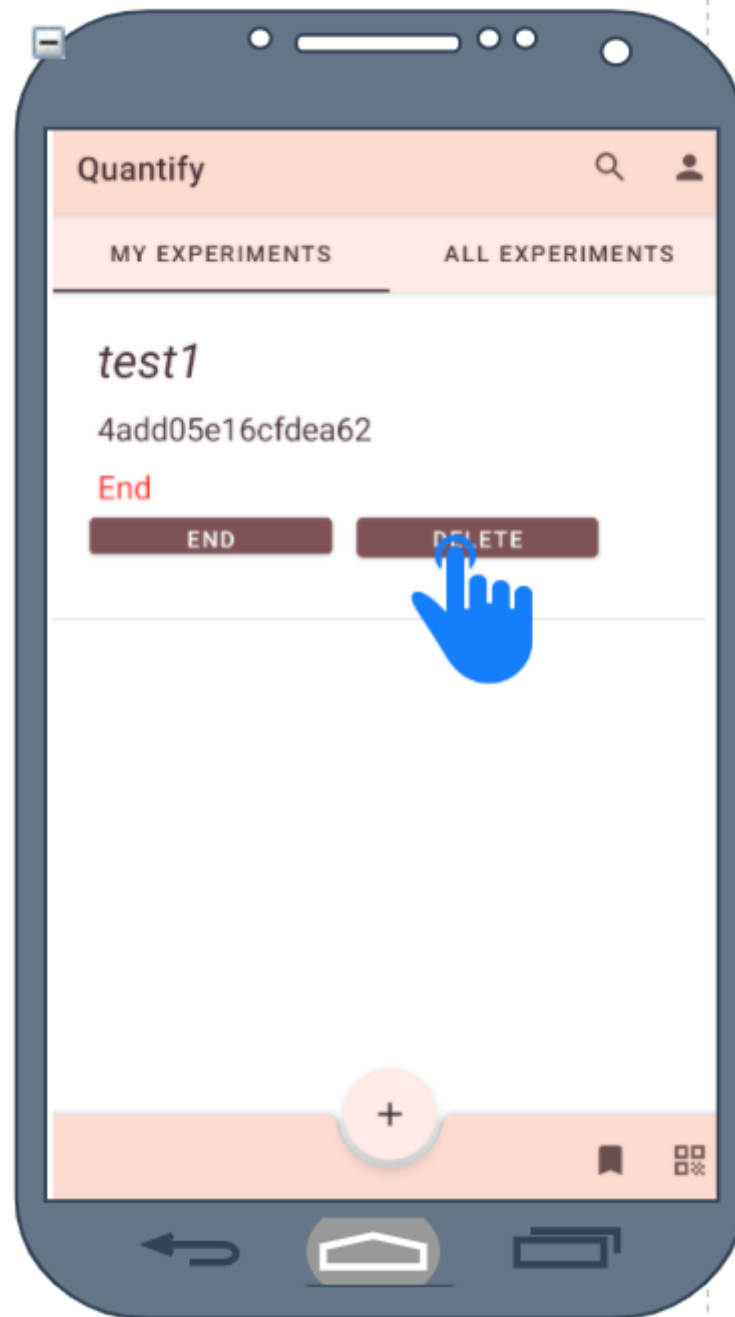 Quantify
MY EXPERIMENTS ALL EXPERIMENTS
test1
4add05e16cfdea62
End
END DELETE